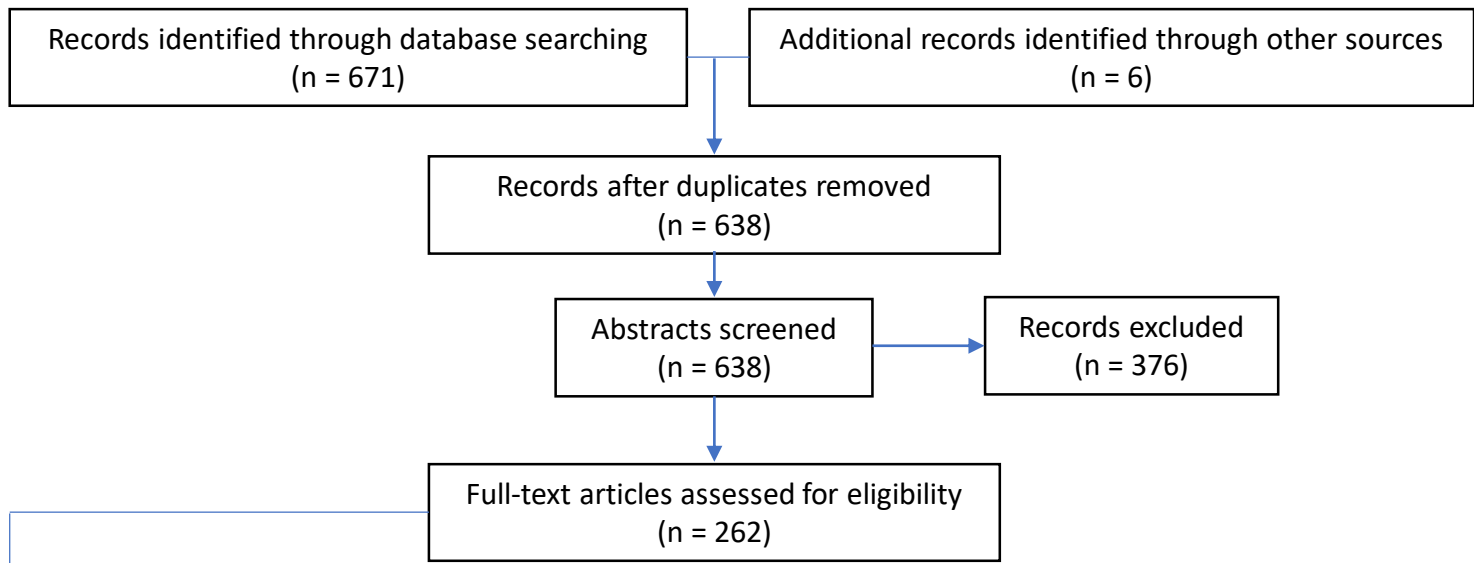 Records identified through database searching
(n = 671)
Additional records identified through other sources
(n = 6)
Records after duplicates removed
(n = 638)
Abstracts screened
(n = 638)
Records excluded
(n = 376)
Full-text articles assessed for eligibility
(n = 262)